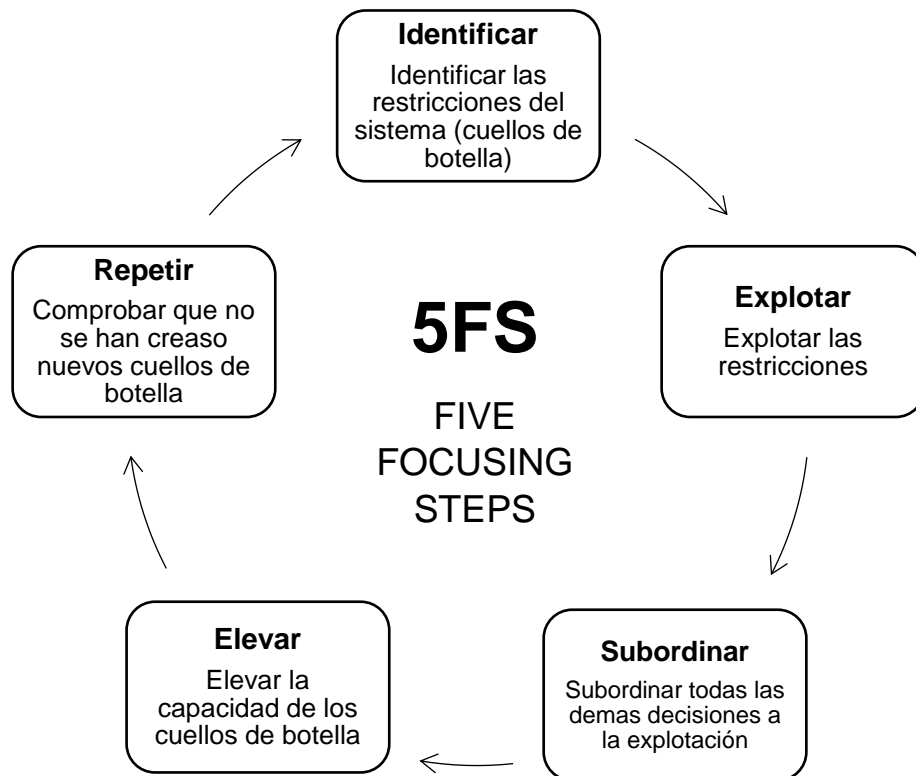 Identificar
Identificar las
restricciones del
sistema (cuellos de
botella)
Explotar
Explotar las
restricciones
Subordinar
Subordinar todas las
demas decisiones a
la explotación
Elevar
Elevar la
capacidad de los
cuellos de botella
Repetir
Comprobar que no
se han creaso
nuevos cuellos de
botella
5FS
FIVE
FOCUSING
STEPS